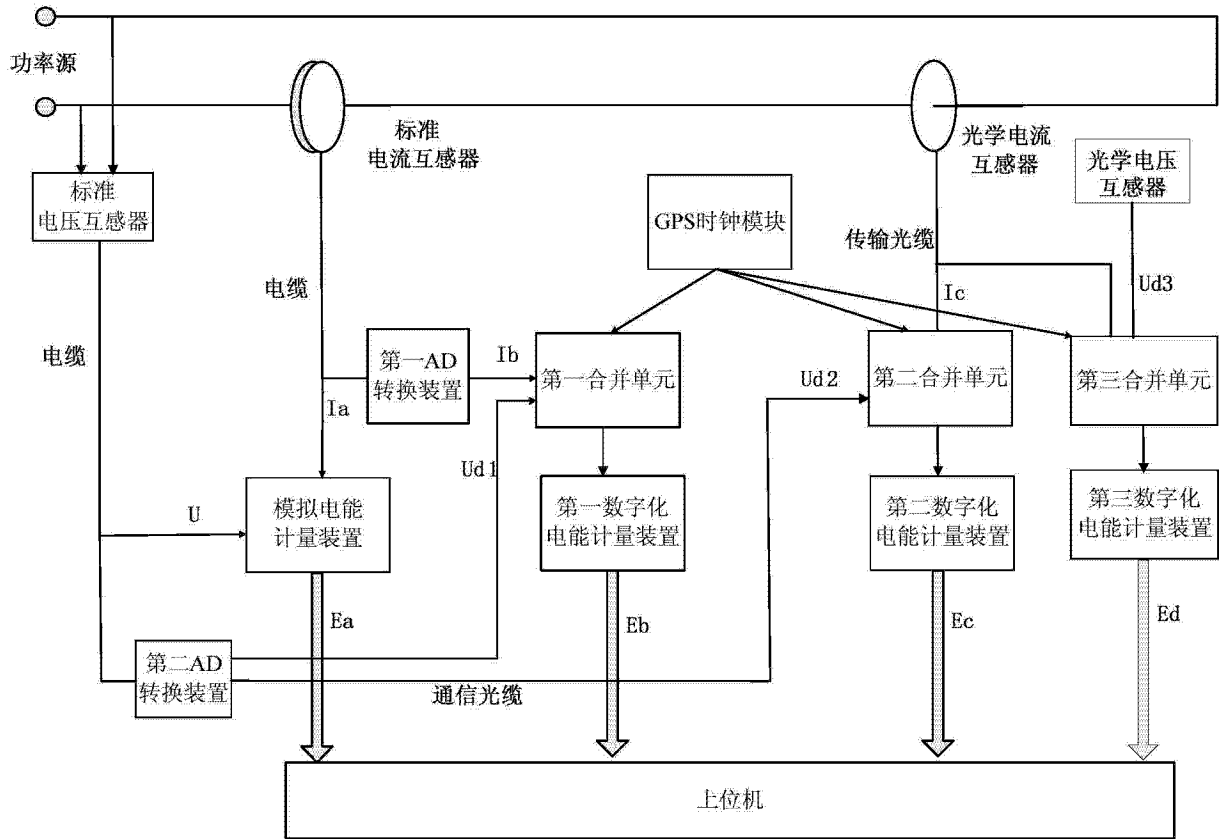 功率源
标准
电流互感器
光学电流
互感器
光学电压
互感器
标准
电压互感器
GPS时钟模块
传输光缆
电缆
Ic
Ud3
电缆
第一AD
转换装置
Ib
第一合并单元
Ud2
第二合并单元
第三合并单元
Ia
Ud1
U
模拟电能
计量装置
第一数字化
电能计量装置
第二数字化
电能计量装置
第三数字化
电能计量装置
Ea
Eb
Ec
Ed
第二AD
转换装置
通信光缆
上位机